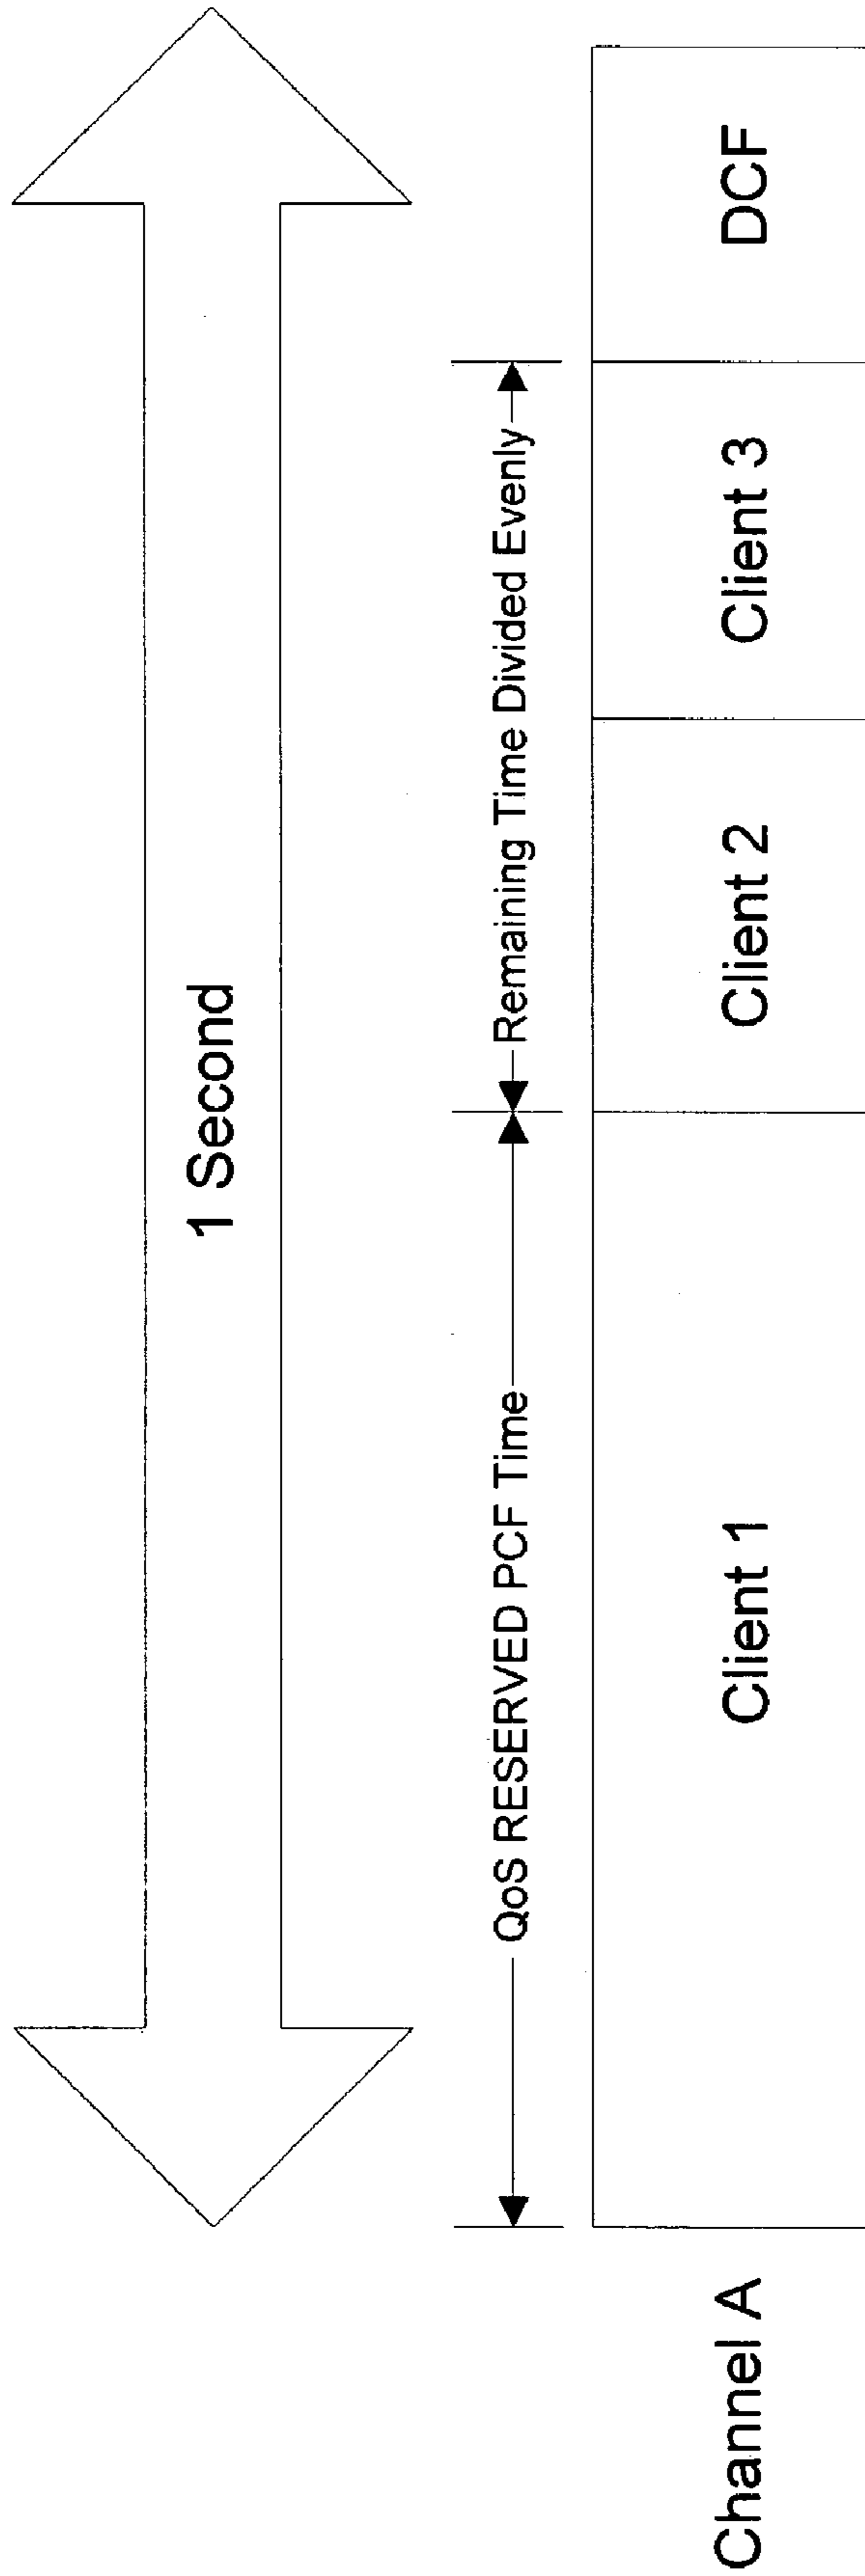 1 Second
QoS RESERVED PCF Time
Remaining Time Divided Evenly
Channel A
Client 1
Client 2
Client 3
DCF